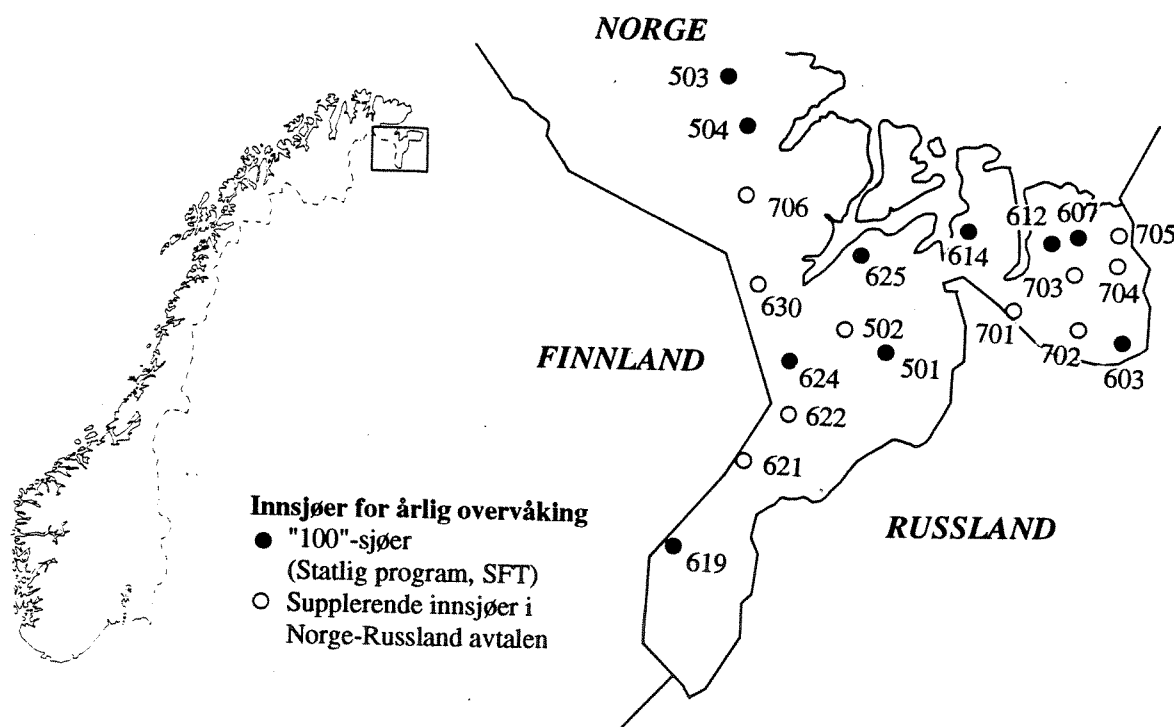 NORGE
503
504
706
612
607
705
614
625
703
704
630
701
502
702
FINNLAND
501
603
624
622
621
Innsjøer for årlig overvåking
"100"-sjøer
(Statlig program, SFT)
Supplerende innsjøer i
Norge-Russland avtalen
RUSSLAND
619